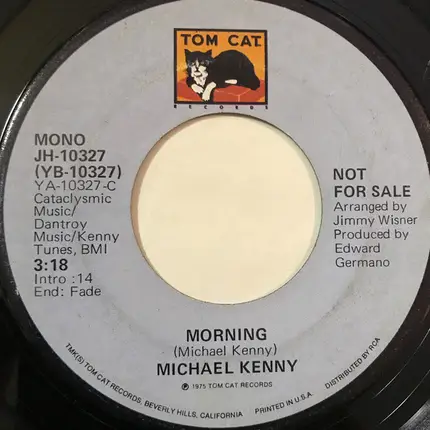 TOM CAT
RECORDS
MONO
JH-10327
(YB-10327)
YA-10327-C
Cataclysmic
Music/
Dantroy
Music/Kenny
Tunes, BMI
3:18
Intro :14
End: Fade
NOT
FOR SALE
Arranged by
Jimmy Wisner
Produced by
Edward
Germano
MORNING
(Michael Kenny)
MICHAEL KENNY
℗ 1975 TOM CAT RECORDS
TMK(S) TOM CAT RECORDS, BEVERLY HILLS, CALIFORNIA PRINTED IN U.S.A. DISTRIBUTED BY RCA